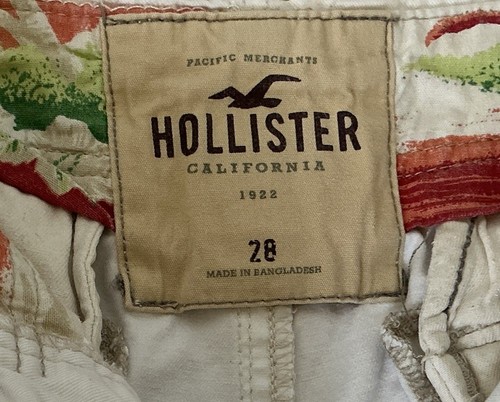 PACIFIC MERCHANTS
HOLLISTER
CALIFORNIA
1922
28
MADE IN BANGLADESH